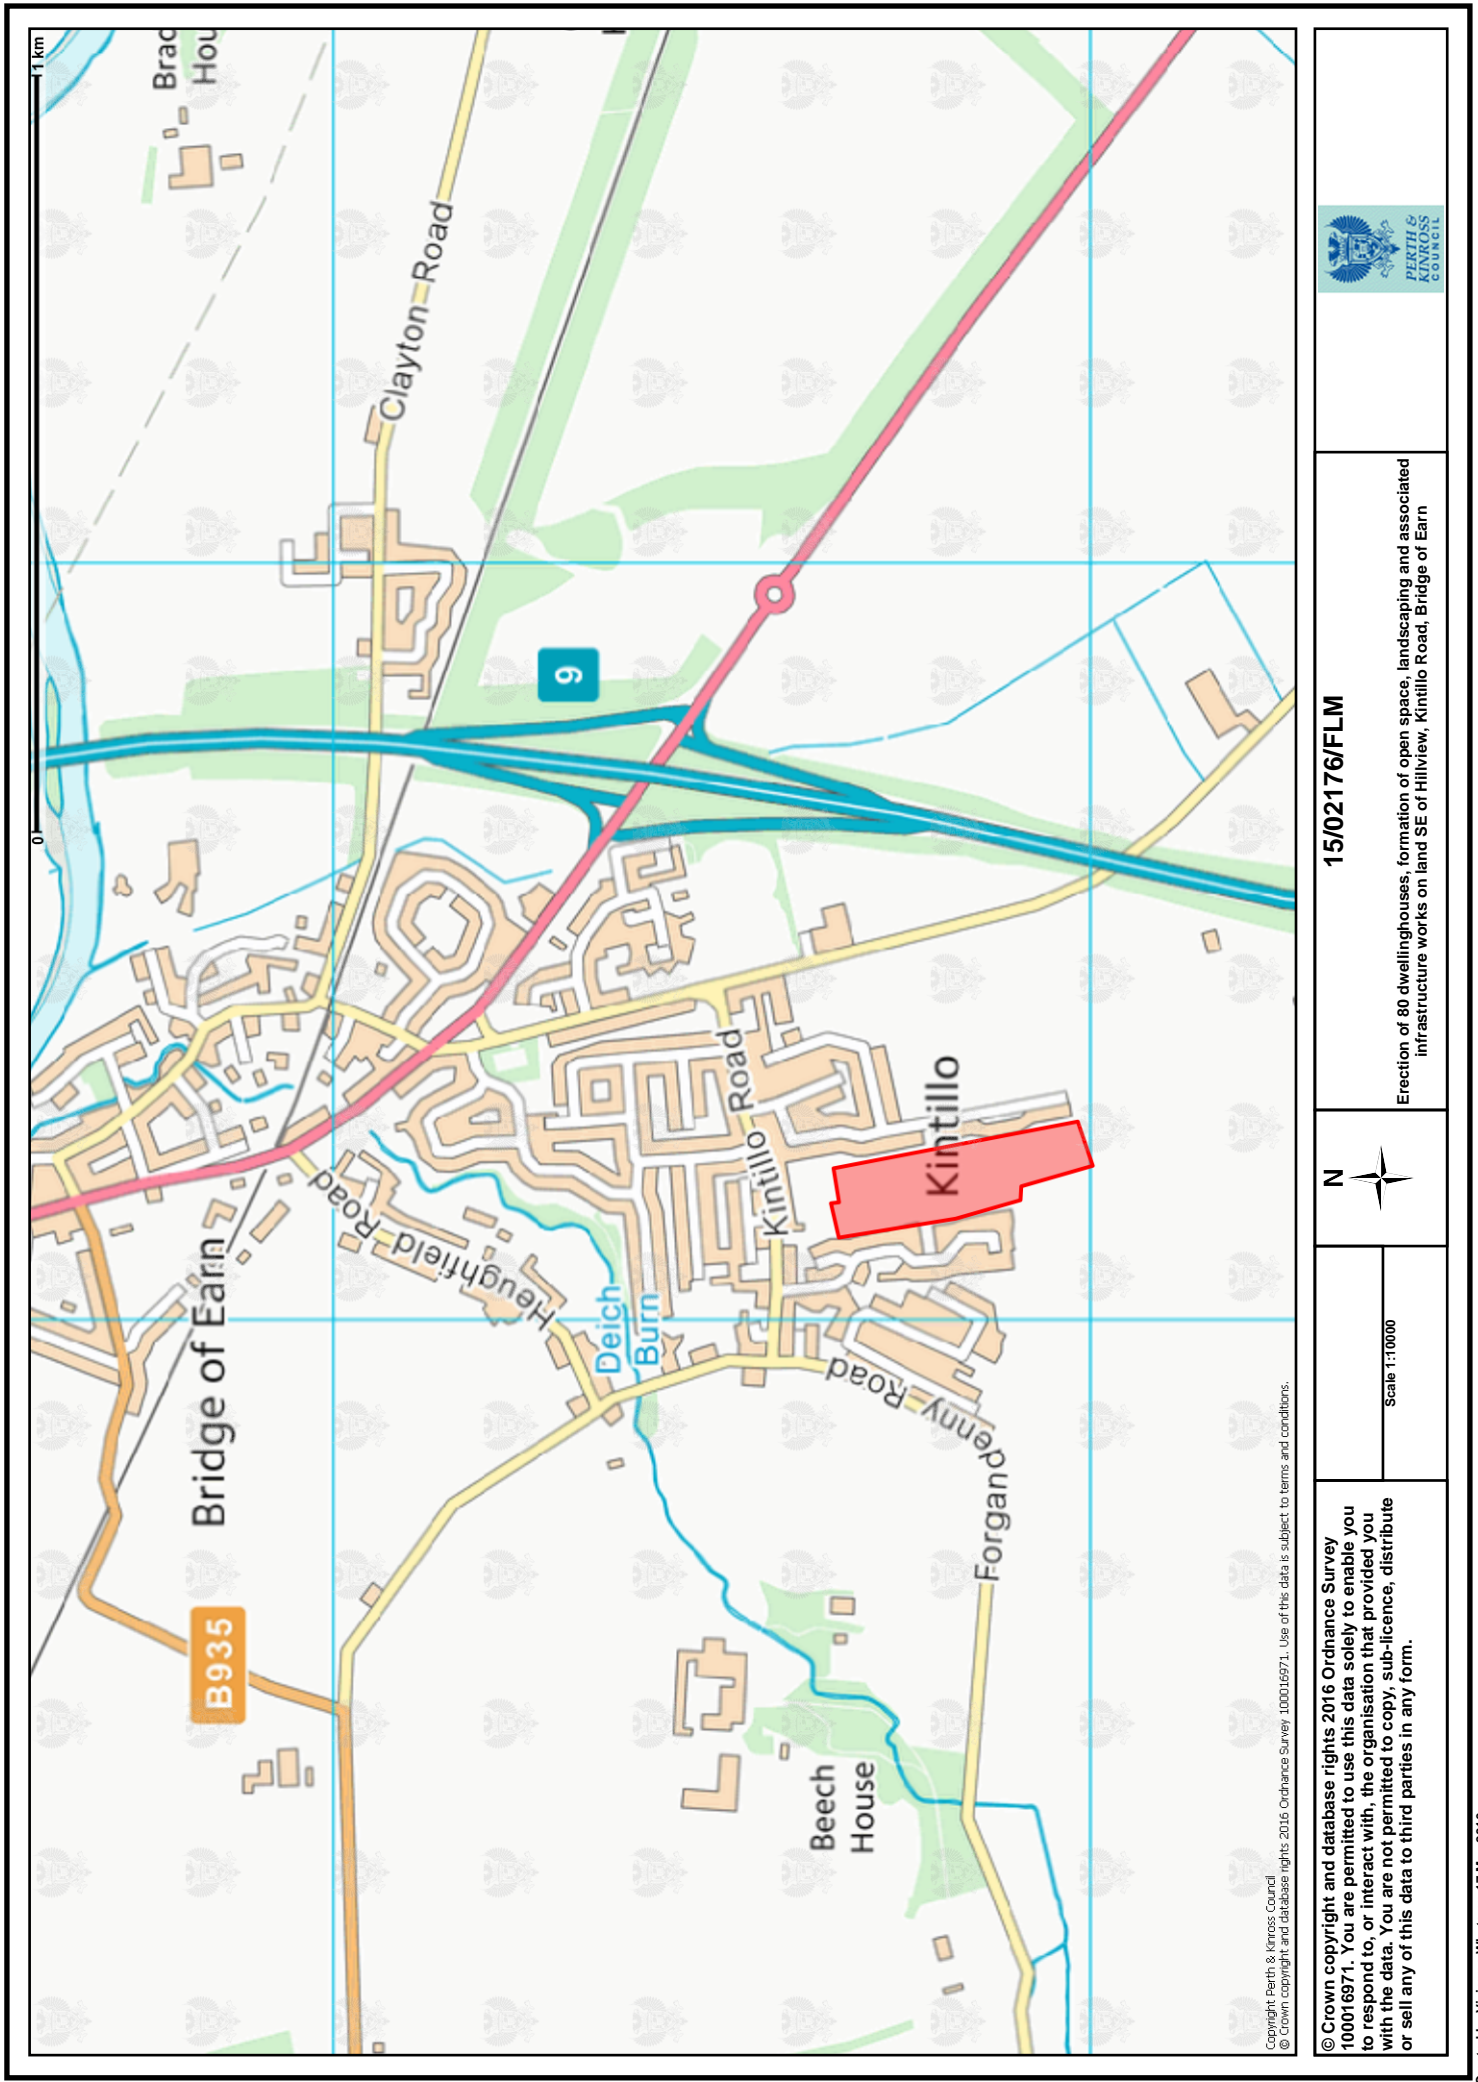 1 km
0
Brac
Hou
Clayton Road
9
Bridge of Earn
B935
Heughfield Road
Deich
Burn
Kintillo Road
Kintillo Road
Kintillo
Forgandenny Road
Beech
House
Copyright Perth & Kinross Council
© Crown copyright and database rights 2016 Ordnance Survey 100016971. Use of this data is subject to terms and conditions.
© Crown copyright and database rights 2016 Ordnance Survey
100016971. You are permitted to use this data solely to enable you
to respond to, or interact with, the organisation that provided you
with the data. You are not permitted to copy, sub-licence, distribute
or sell any of this data to third parties in any form.
Scale 1:10000
N
15/02176/FLM
Erection of 80 dwellinghouses, formation of open space, landscaping and associated
infrastructure works on land SE of Hillview, Kintillo Road, Bridge of Earn
PERTH &
KINROSS
COUNCIL